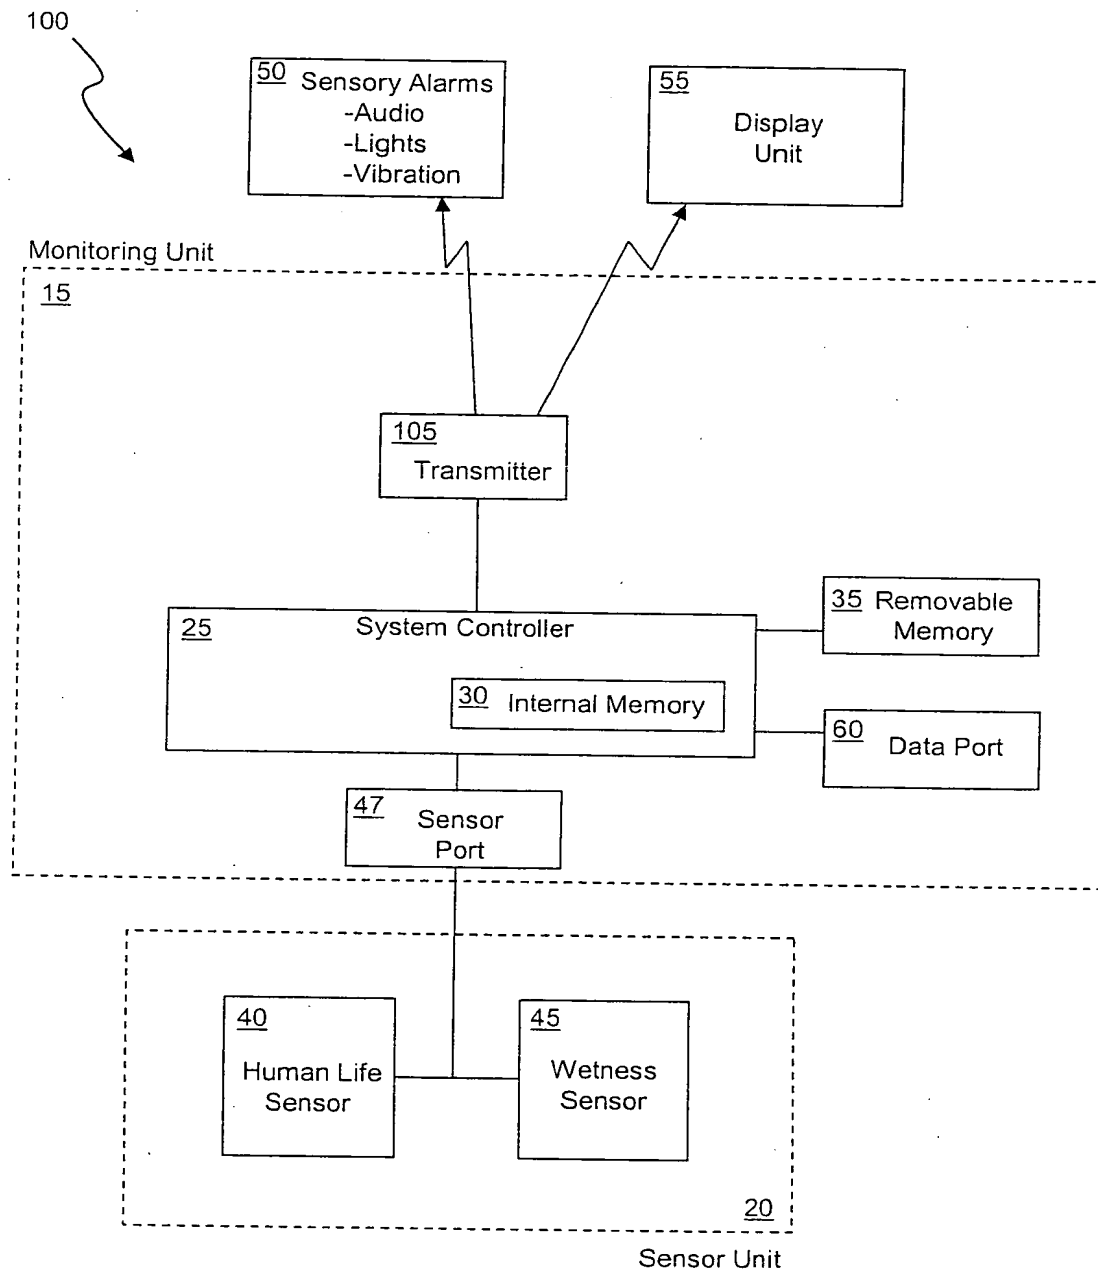 100
50 Sensory Alarms
-Audio
-Lights
-Vibration
55
Display
Unit
Monitoring Unit
15
105
Transmitter
25 System Controller
30 Internal Memory
35 Removable
Memory
60 Data Port
47 Sensor
Port
40
Human Life
Sensor
45
Wetness
Sensor
20
Sensor Unit